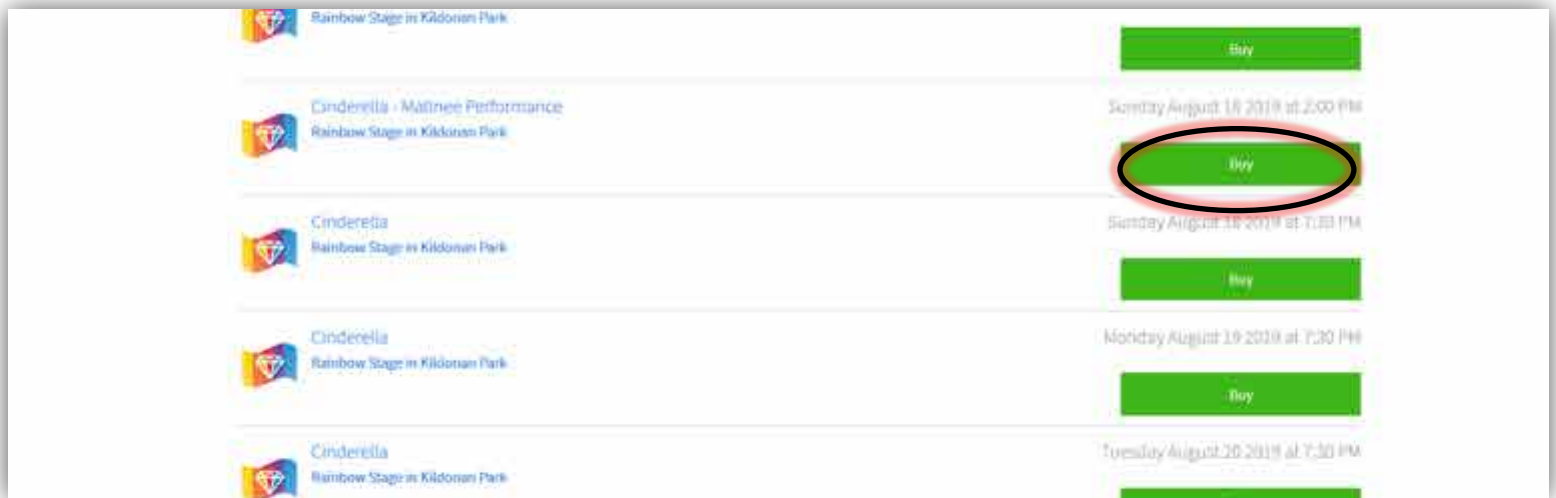 Rainbow Stage in Kildonan Park
Buy
Cinderella - Matinee Performance
Sunday August 18 2019 at 2:00 PM
Rainbow Stage in Kildonan Park
Buy
Cinderella
Sunday August 18 2019 at 7:30 PM
Rainbow Stage in Kildonan Park
Buy
Cinderella
Monday August 19 2019 at 7:30 PM
Rainbow Stage in Kildonan Park
Buy
Cinderella
Tuesday August 20 2019 at 7:30 PM
Rainbow Stage in Kildonan Park